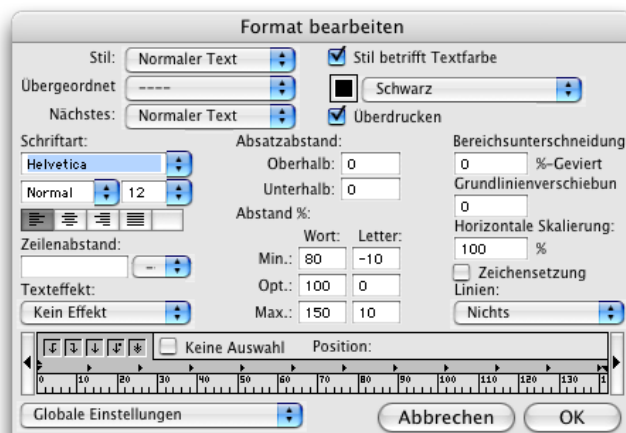 Format bearbeiten
Stil: Normaler Text
Stil betrifft Textfarbe
Übergeordnet ----
Schwarz
Nächstes: Normaler Text
Überdrucken
Schriftart:
Helvetica
Normal 12
Zeilenabstand:
Texteffekt:
Kein Effekt
Absatzabstand:
Oberhalb: 0
Unterhalb: 0
Abstand %:
Wort: Letter:
Min.: 80 -10
Opt.: 100 0
Max.: 150 10
Bereichsunterschneidung
0 %-Geviert
Grundlinienverschiebun
0
Horizontale Skalierung:
100 %
Zeichensetzung
Linien:
Nichts
Keine Auswahl Position:
0 10 20 30 40 50 60 70 80 90 100 110 120 130 1
Globale Einstellungen
Abbrechen OK